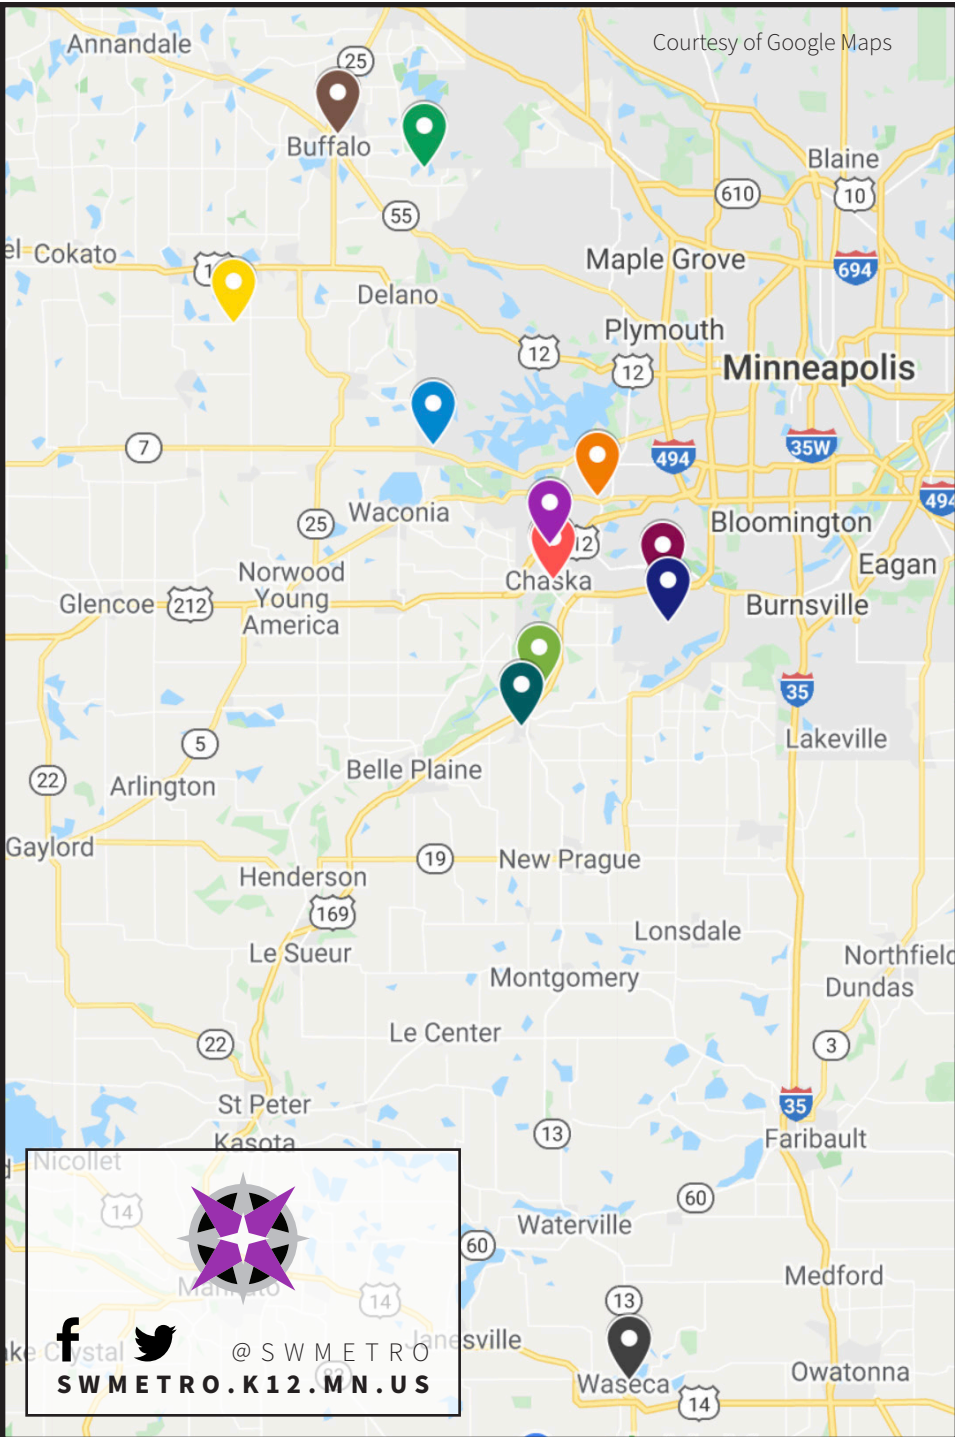 Courtesy of Google Maps
Annandale
25
Buffalo
Blaine
610
10
55
Cokato
Maple Grove
694
Delano
Plymouth
12
12
Minneapolis
7
494
35W
494
Waconia
25
Bloomington
Eagan
Chaska
Norwood
Young
America
Glencoe
212
Burnsville
35
Lakeville
5
Belle Plaine
22
Arlington
Gaylord
19
New Prague
Henderson
169
Lonsdale
Le Sueur
Northfield
Montgomery
Dundas
Le Center
22
3
St Peter
35
13
Faribault
Kasota
Nicollet
60
14
Waterville
60
Medford
14
13
@SWMETRO
Owatonna
Waseca
SWMETRO.K12.MN.US
14